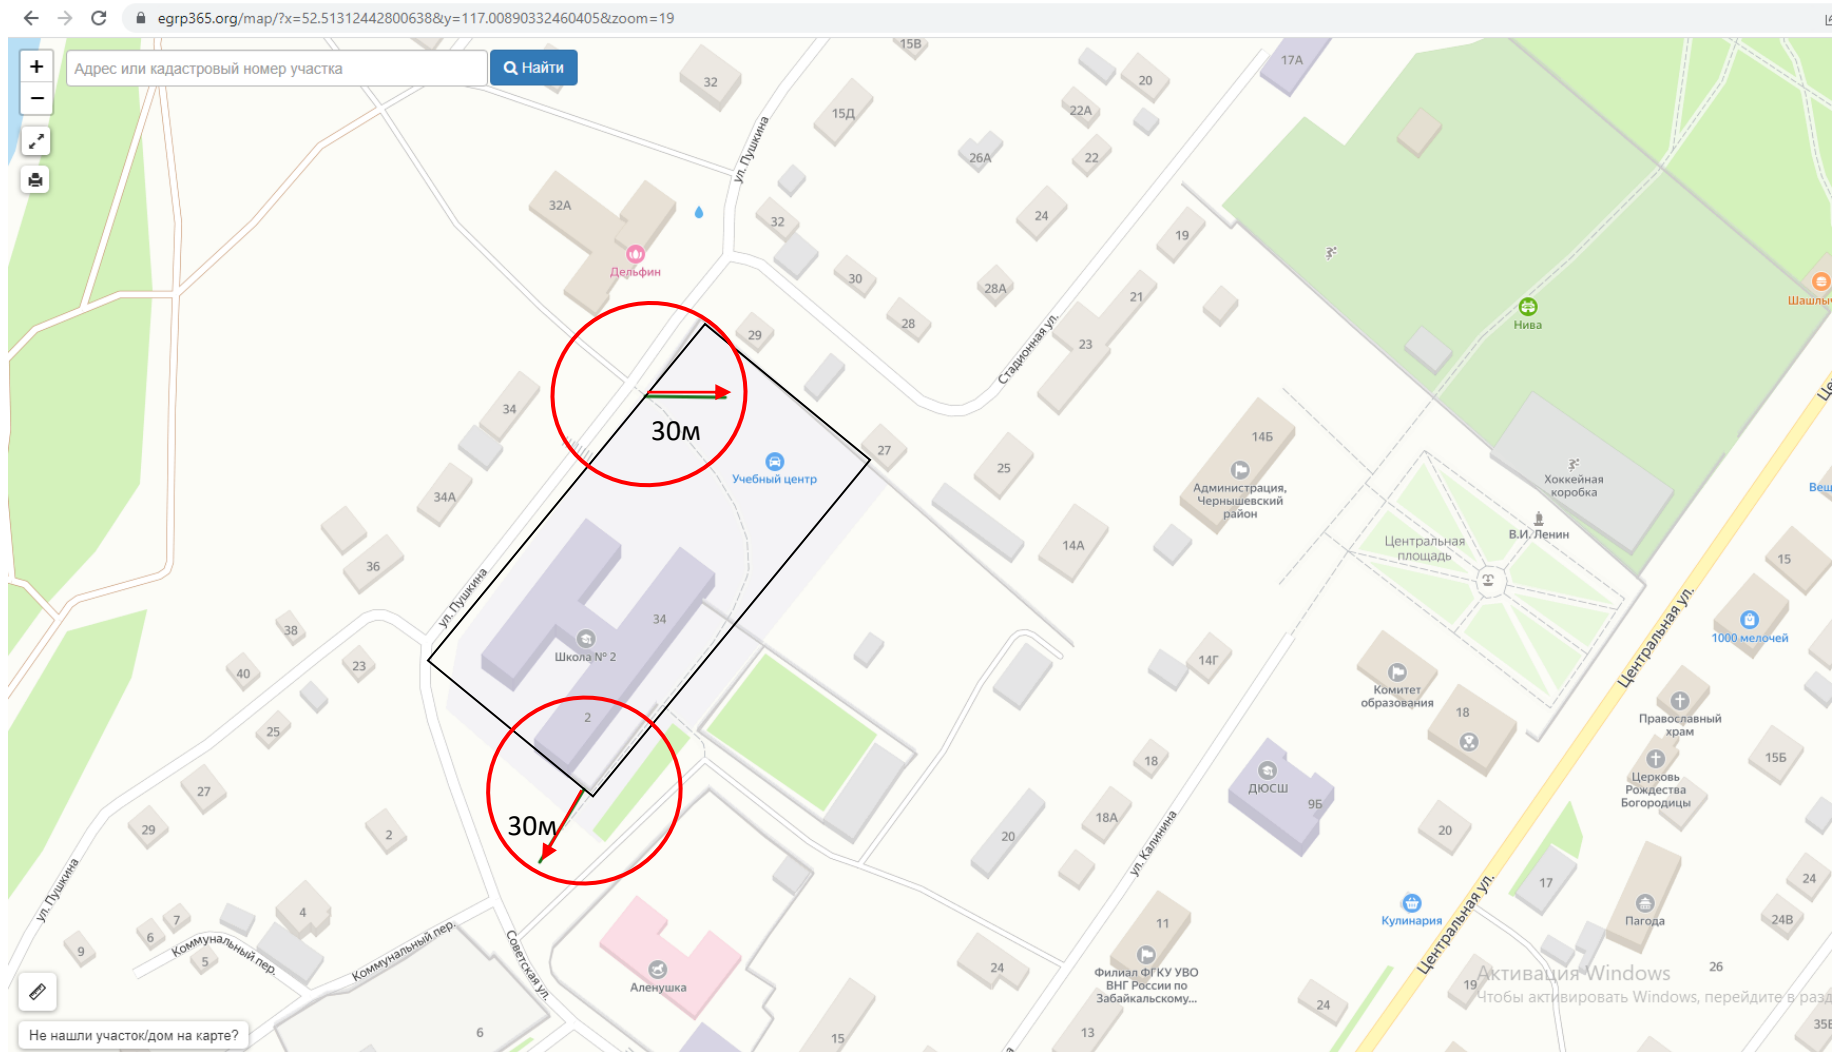 egrp365.org/map/?x=52.51312442800638&y=117.00890332460405&zoom=19
+
Адрес или кадастровый номер участка
Найти
−
15В
17А
32
20
15Д
22А
ул. Пушкина
26А
22
32А
32
24
19
Дельфин
30
28А
21
Шашлы
28
Нива
29
Стадионная ул.
23
34
30м
14Б
27
25
Учебный центр
Администрация,
Чернышевский
район
Хоккейная
коробка
Вещ
34А
В.И. Ленин
14А
Центральная
площадь
15
36
ул. Пушкина
34
38
Школа № 2
1000 мелочей
Центральная ул.
23
14Г
40
Комитет
образования
2
18
Православный
храм
25
18
15Б
ДЮСШ
9Б
Церковь
Рождества
Богородицы
27
30м
29
2
18А
20
20
ул. Калинина
ул. Пушкина
17
24
4
Кулинария
Пагода
7
6
11
24В
Коммунальный пер.
Коммунальный пер.
9
5
Советская ул.
Центральная ул.
24
Филиал ФГКУ УВО
ВНГ России по
Забайкальскому...
26
Активация Windows
19
Чтобы активировать Windows, перейдите в разд
Аленушка
24
Не нашли участок/дом на карте?
6
15
13
35Б